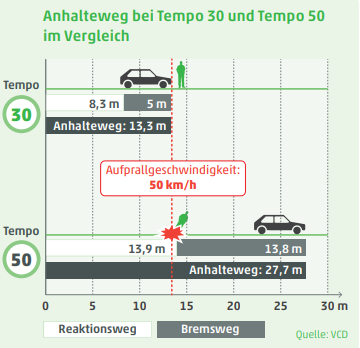 Anhalteweg bei Tempo 30 und Tempo 50
im Vergleich
Tempo
30
8,3 m
5 m
Anhalteweg: 13,3 m
Aufprallgeschwindigkeit:
50 km/h
Tempo
50
13,9 m
13,8 m
Anhalteweg: 27,7 m
0 5 10 15 20 25 30 m
Reaktionsweg
Bremsweg
Quelle: VCD